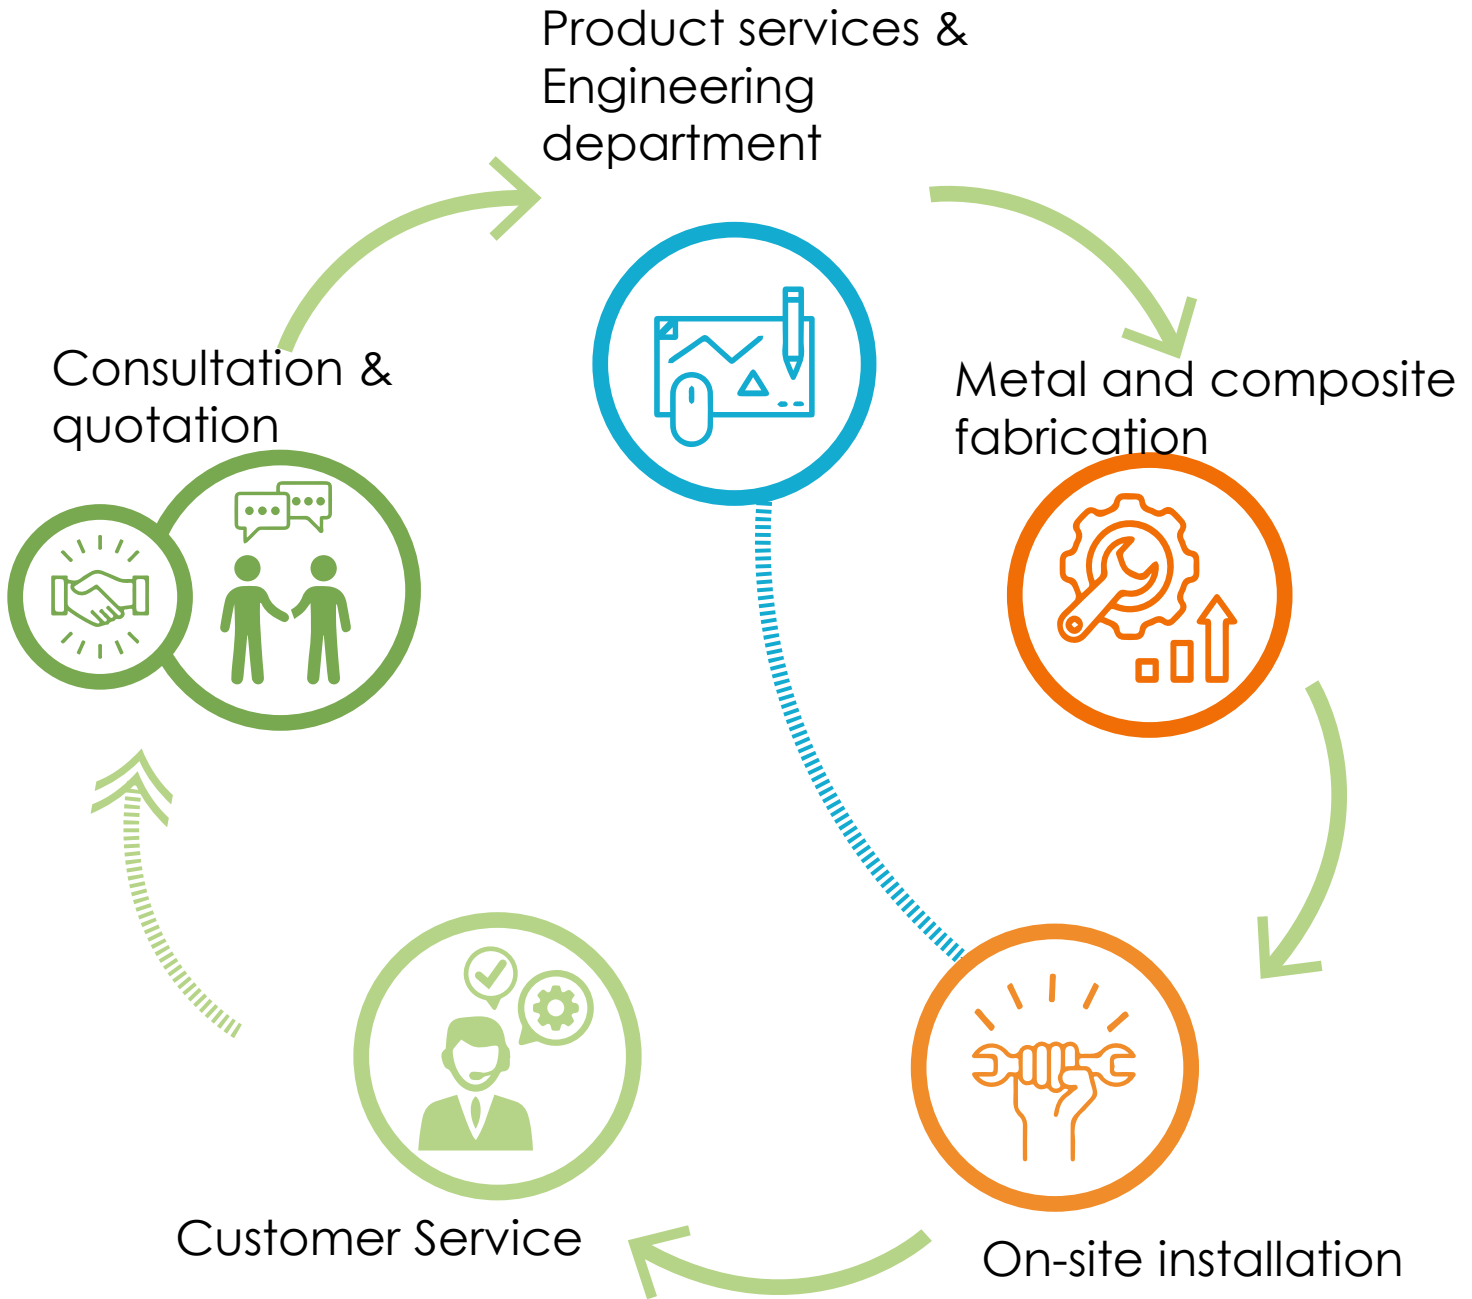 Product services &
Engineering
department
Consultation &
quotation
Metal and composite
fabrication
Customer Service
On-site installation